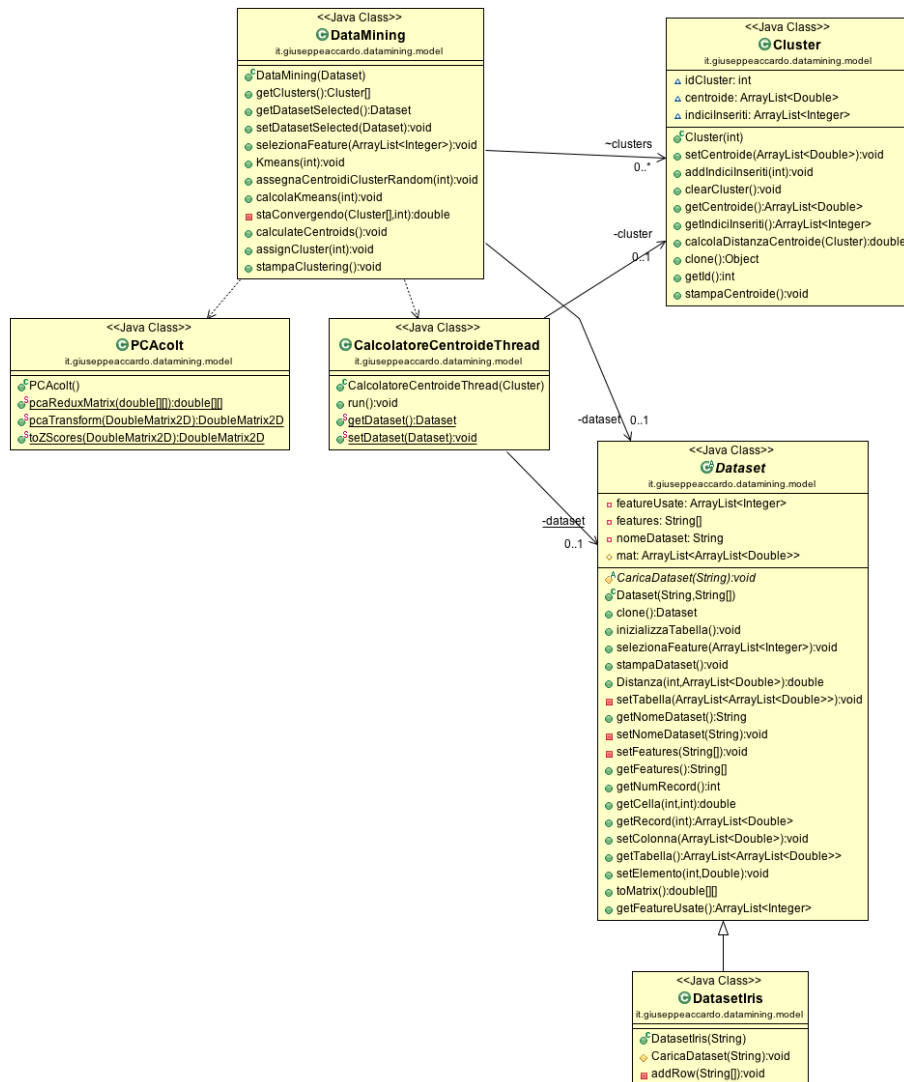 <<Java Class>>
DataMining
it.giuseppeaccardo.datamining.model
DataMining(Dataset)
getClusters():Cluster[]
getDatasetSelected():Dataset
setDatasetSelected(Dataset):void
selezionaFeature(ArrayList<Integer>):void
Kmeans(int):void
assegnaCentroidiClusterRandom(int):void
calcolaKmeans(int):void
staConvergendo(Cluster[],int):double
calculateCentroids():void
assignCluster(int):void
stampaClustering():void
<<Java Class>>
Cluster
it.giuseppeaccardo.datamining.model
idCluster: int
centroide: ArrayList<Double>
indiciInseriti: ArrayList<Integer>
Cluster(int)
setCentroide(ArrayList<Double>):void
addIndiciInseriti(int):void
clearCluster():void
getCentroide():ArrayList<Double>
getIndiciInseriti():ArrayList<Integer>
calcolaDistanzaCentroide(Cluster):double
clone():Object
getId():int
stampaCentroide():void
~clusters
0..*
-cluster
0..1
<<Java Class>>
PCAcolt
it.giuseppeaccardo.datamining.model
PCAcolt()
pcaReduxMatrix(double[][]):double[][]
pcaTransform(DoubleMatrix2D):DoubleMatrix2D
toZScores(DoubleMatrix2D):DoubleMatrix2D
<<Java Class>>
CalcolatoreCentroideThread
it.giuseppeaccardo.datamining.model
CalcolatoreCentroideThread(Cluster)
run():void
getDataset():Dataset
setDataset(Dataset):void
-dataset 0..1
-dataset
0..1
<<Java Class>>
Dataset
it.giuseppeaccardo.datamining.model
featureUsate: ArrayList<Integer>
features: String[]
nomeDataset: String
mat: ArrayList<ArrayList<Double>>
CaricaDataset(String):void
Dataset(String,String[])
clone():Dataset
inizializzaTabella():void
selezionaFeature(ArrayList<Integer>):void
stampaDataset():void
Distanza(int,ArrayList<Double>):double
setTabella(ArrayList<ArrayList<Double>>):void
getNomeDataset():String
setNomeDataset(String):void
setFeatures(String[]):void
getFeatures():String[]
getNumRecord():int
getCella(int,int):double
getRecord(int):ArrayList<Double>
setColonna(ArrayList<Double>):void
getTabella():ArrayList<ArrayList<Double>>
setElemento(int,Double):void
toMatrix():double[][]
getFeatureUsate():ArrayList<Integer>
<<Java Class>>
DatasetIris
it.giuseppeaccardo.datamining.model
DatasetIris(String)
CaricaDataset(String):void
addRow(String[]):void